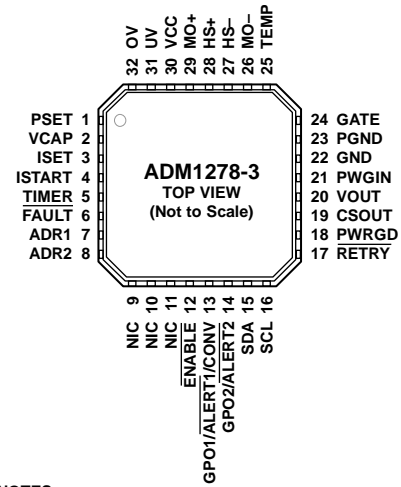 32 OV
31 UV
30 VCC
29 MO+
28 HS+
27 HS–
26 MO–
25 TEMP
PSET 1
VCAP 2
ISET 3
ISTART 4
TIMER 5
FAULT 6
ADR1 7
ADR2 8
ADM1278-3
TOP VIEW
(Not to Scale)
24 GATE
23 PGND
22 GND
21 PWGIN
20 VOUT
19 CSOUT
18 PWRGD
17 RETRY
NIC 9
NIC 10
NIC 11
ENABLE 12
GPO1/ALERT1/CONV 13
GPO2/ALERT2 14
SDA 15
SCL 16
NOTES